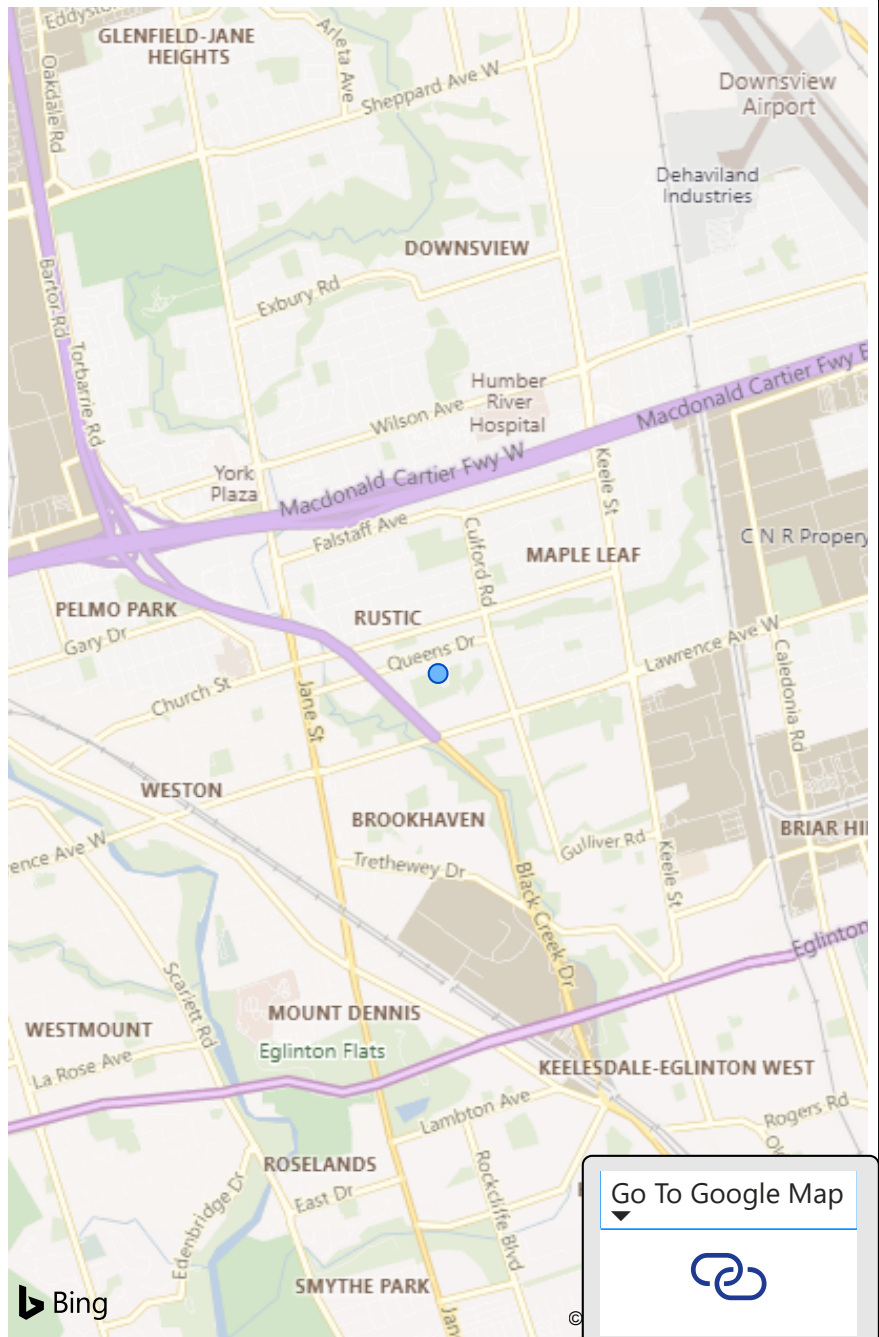 Eddysto
GLENFIELD-JANE
HEIGHTS
Arleta Ave
Oakdale Rd
Sheppard Ave W
Downsview
Airport
Dehaviland
Industries
DOWNSVIEW
Bartor Rd
Exbury Rd
Torbarrie Rd
Macdonald Cartier Fwy E
Humber
River
Hospital
Wilson Ave
York
Plaza
Macdonald Cartier Fwy W
Keele St
Falstaff Ave
Culford Rd
C N R Propery
MAPLE LEAF
PELMO PARK
RUSTIC
Gary Dr
Queens Dr
Lawrence Ave W
Caledonia Rd
Church St
Jane St
WESTON
BROOKHAVEN
BRIAR HIL
Gulliver Rd
ence Ave W
Trethewey Dr
Keele St
Black Creek Dr
Eglinton
Scarlett Rd
MOUNT DENNIS
WESTMOUNT
Eglinton Flats
La Rose Ave
KEELESDALE-EGLINTON WEST
Lambton Ave
Rogers Rd
ROSELANDS
Rockcliffe Blvd
East Dr
Edenbridge Dr
Go To Google Map
SMYTHE PARK
Bing
Jan
©